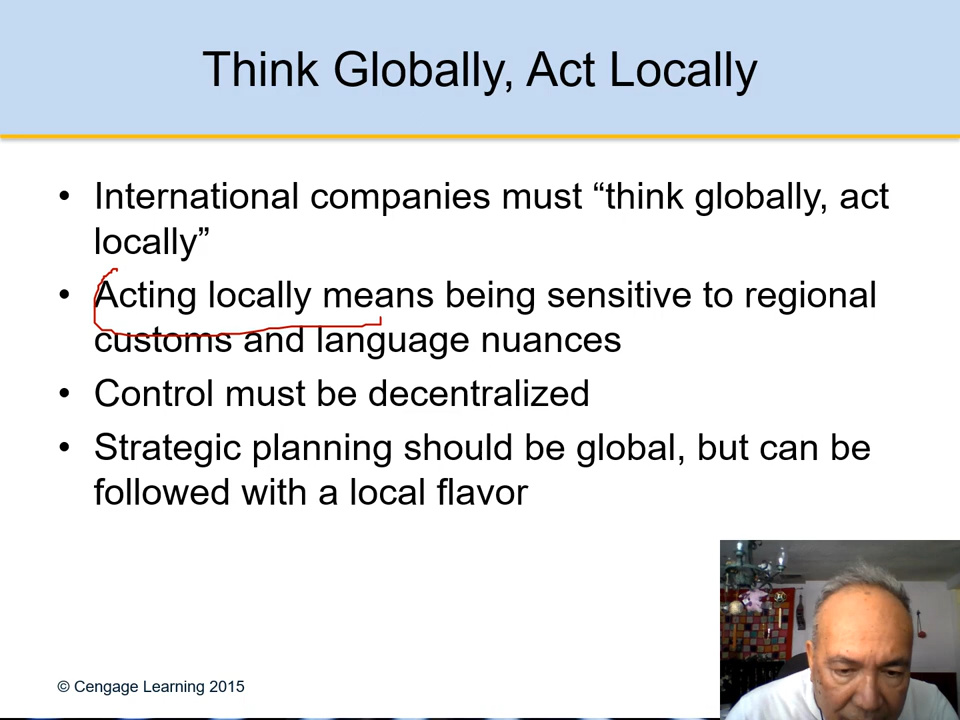 Think Globally, Act Locally
• International companies must “think globally, act
locally”
• Acting locally means being sensitive to regional
customs and language nuances
• Control must be decentralized
• Strategic planning should be global, but can be
followed with a local flavor
© Cengage Learning 2015